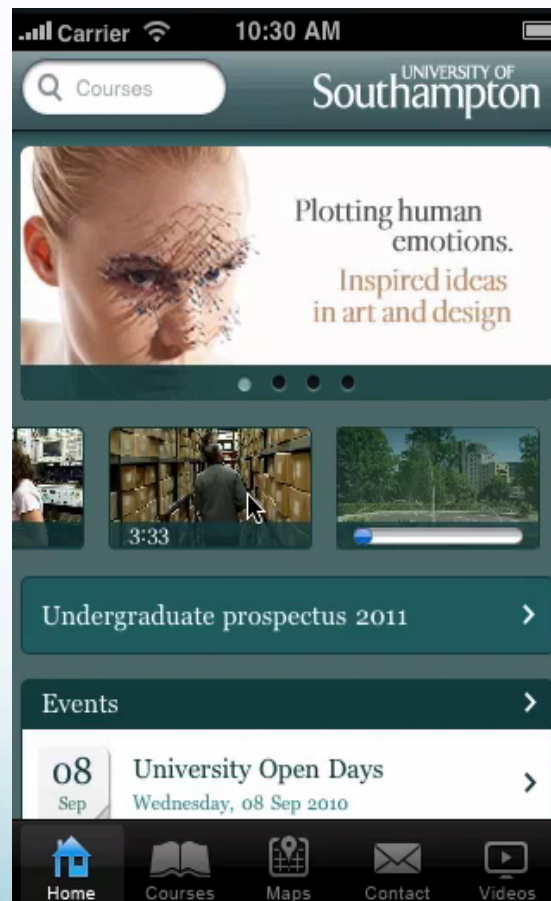 Carrier 10:30 AM
Courses
UNIVERSITY OF
Southampton
Plotting human
emotions.
Inspired ideas
in art and design
3:33
Undergraduate prospectus 2011
Events
08
Sep
University Open Days
Wednesday, 08 Sep 2010
Home Courses Maps Contact Videos